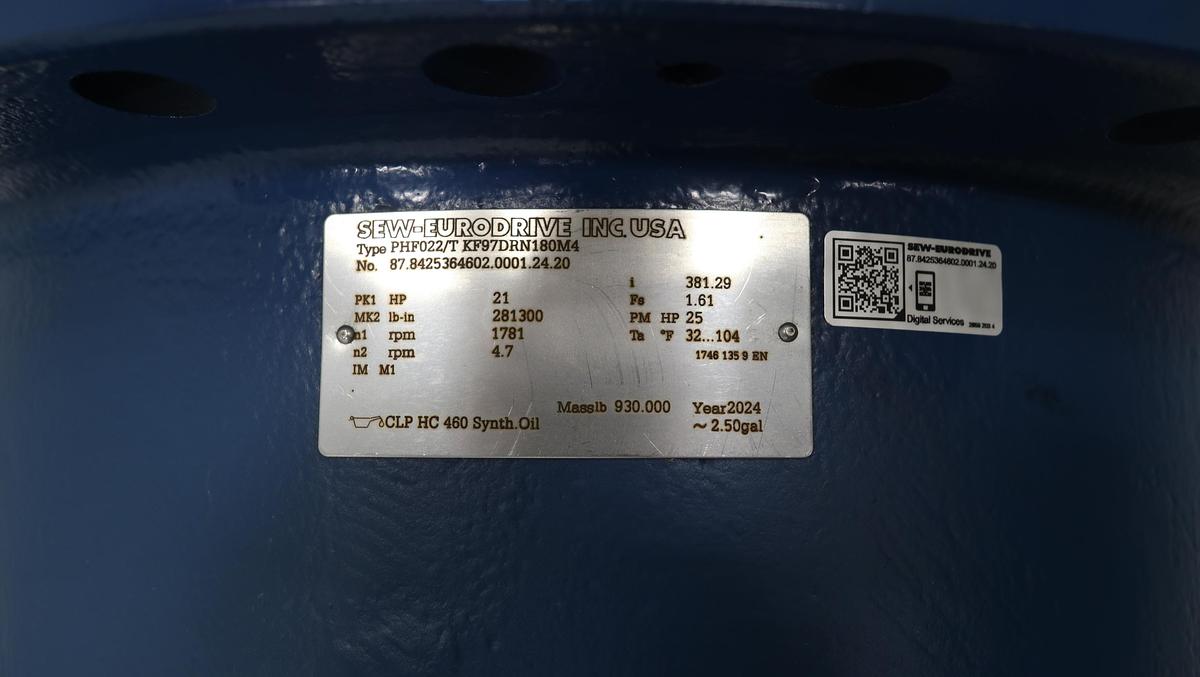 SEW-EURODRIVE INC. USA
Type PHF022/T KF97DRN180M4
No. 87.8425364602.0001.24.20
i 381.29
PK1 HP 21 Fs 1.61
MK2 lb-in 281300 PM HP 25
n1 rpm 1781 Ta °F 32...104
n2 rpm 4.7 1746 135 9 EN
IM M1
Masslb 930.000 Year2024
CLP HC 460 Synth.Oil ~ 2.50gal
SEW-EURODRIVE
87.8425364602.0001.24.20
Digital Services